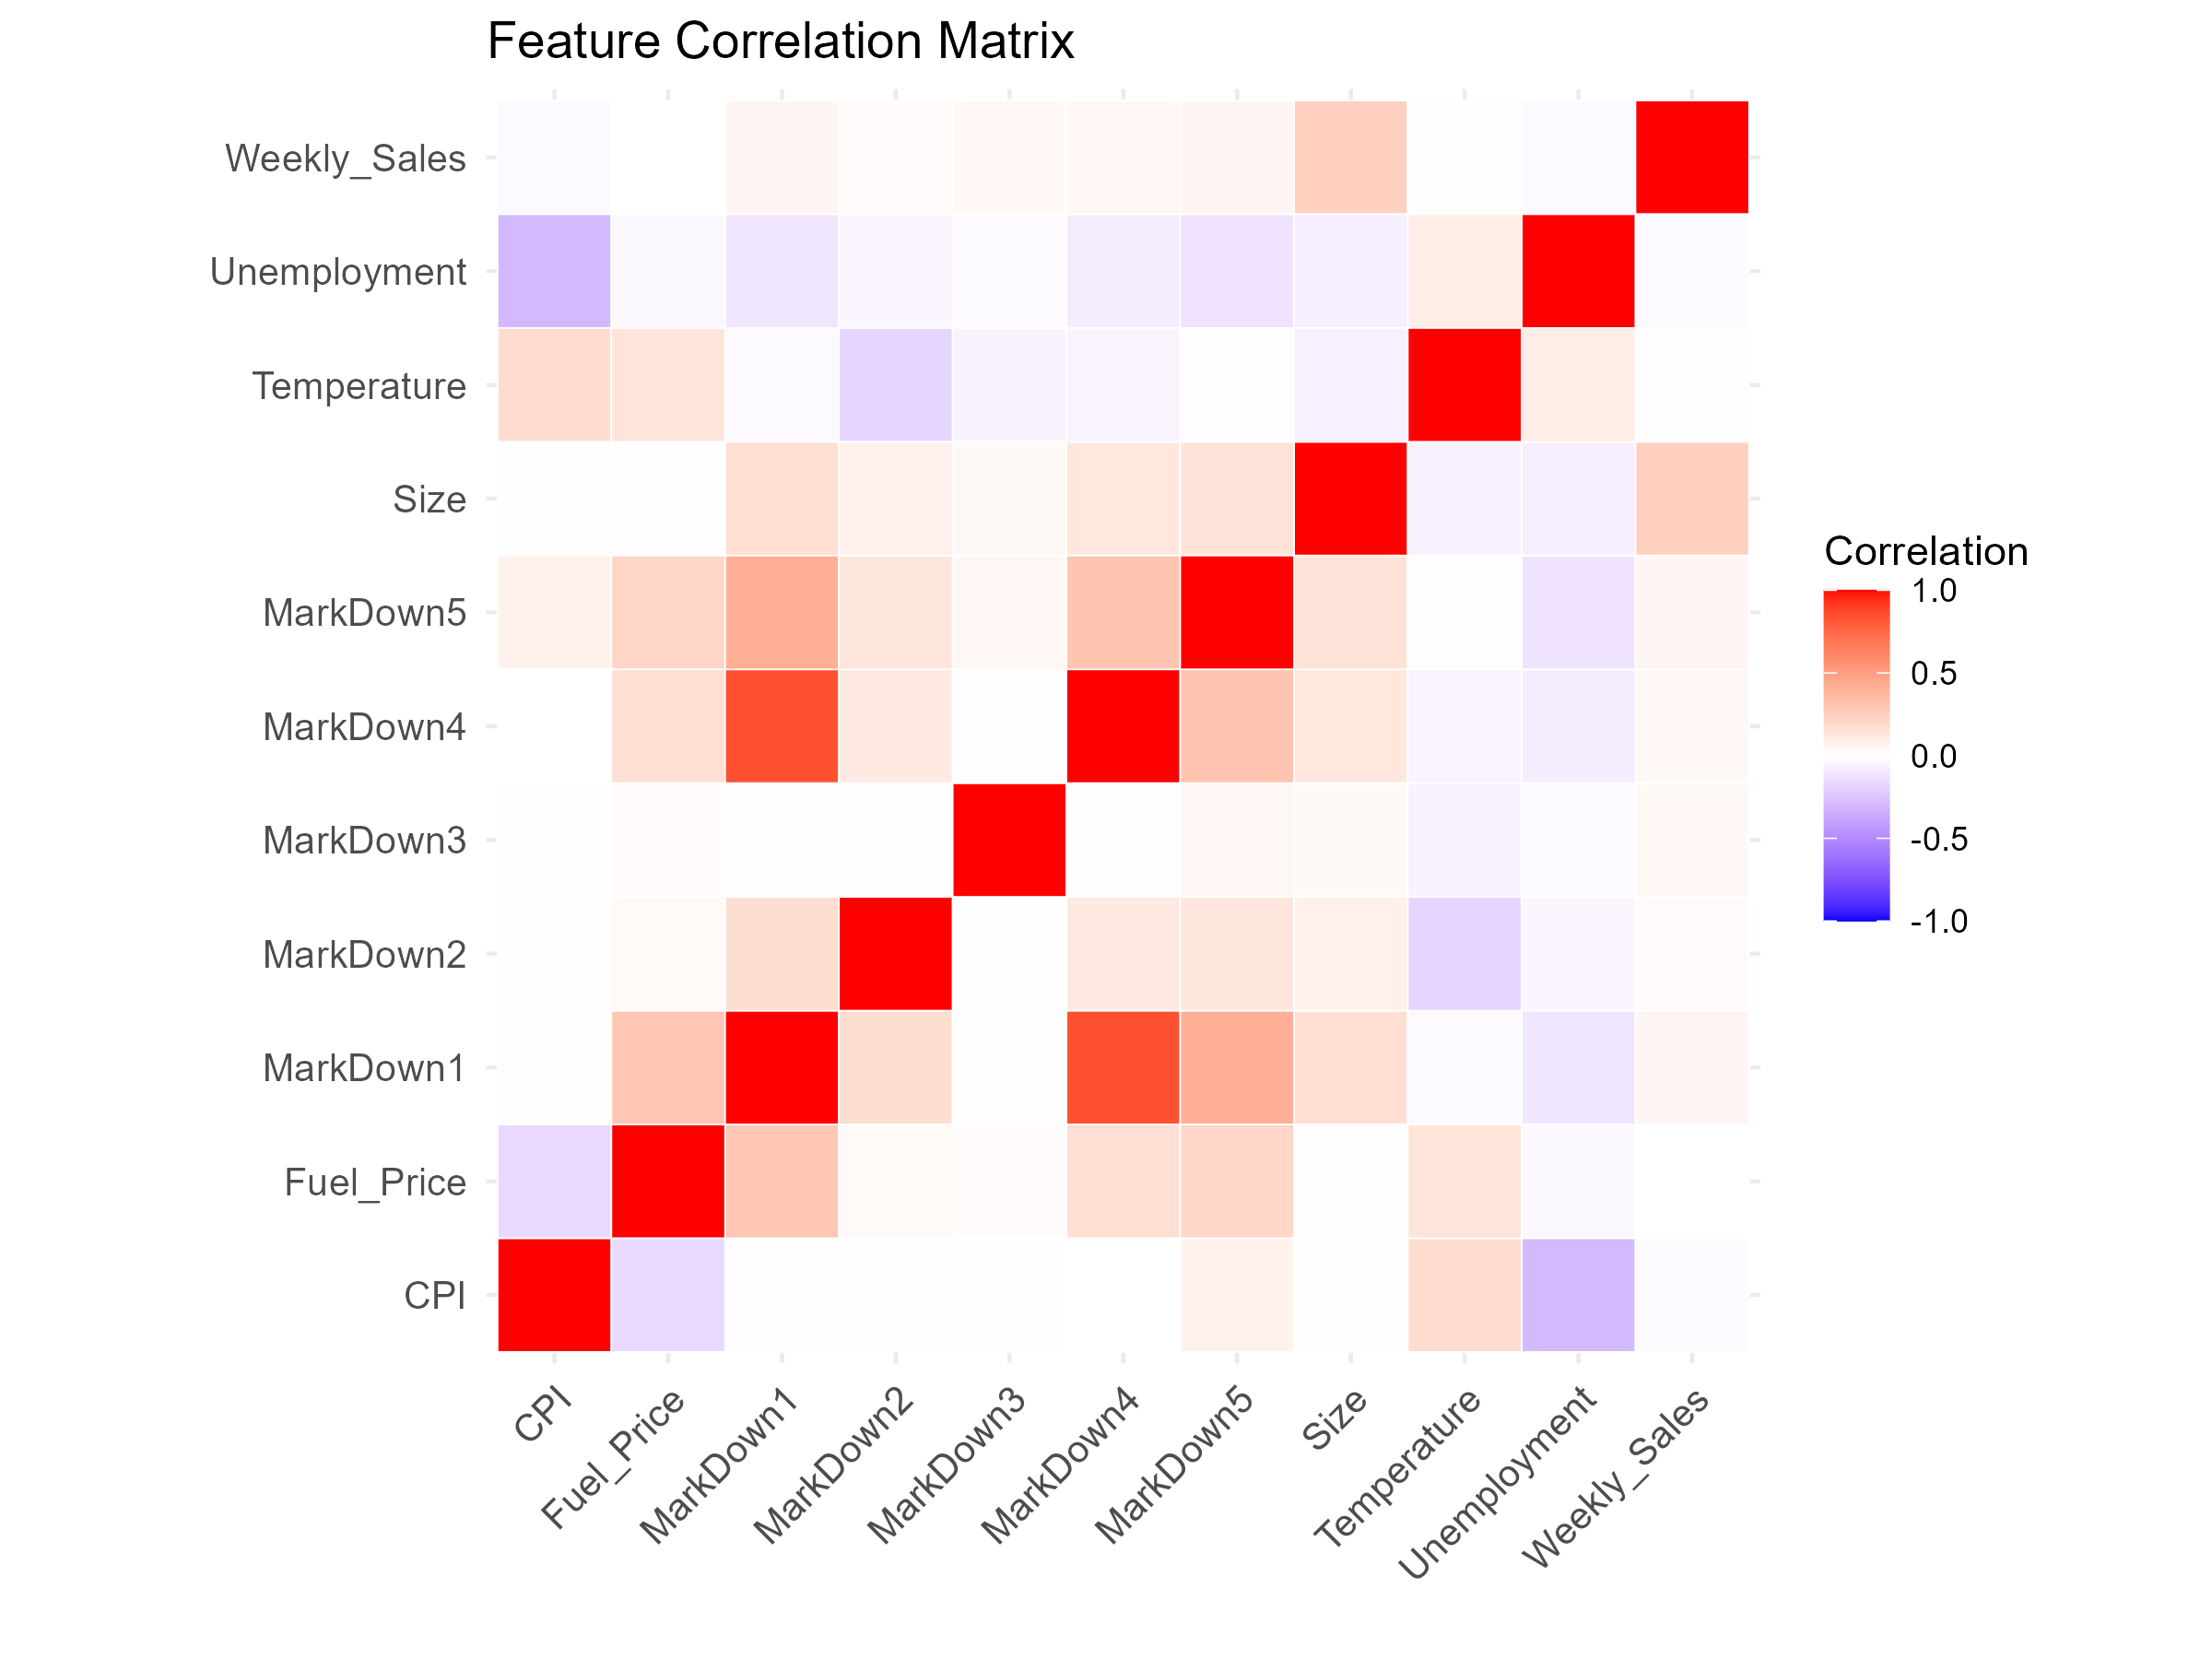 Feature Correlation Matrix
Weekly_Sales
Unemployment
Temperature
Size
MarkDown5
MarkDown4
MarkDown3
MarkDown2
MarkDown1
Fuel_Price
CPI
CPI
Fuel_Price
MarkDown1
MarkDown2
MarkDown3
MarkDown4
MarkDown5
Size
Temperature
Unemployment
Weekly_Sales
Correlation
1.0
0.5
0.0
-0.5
-1.0